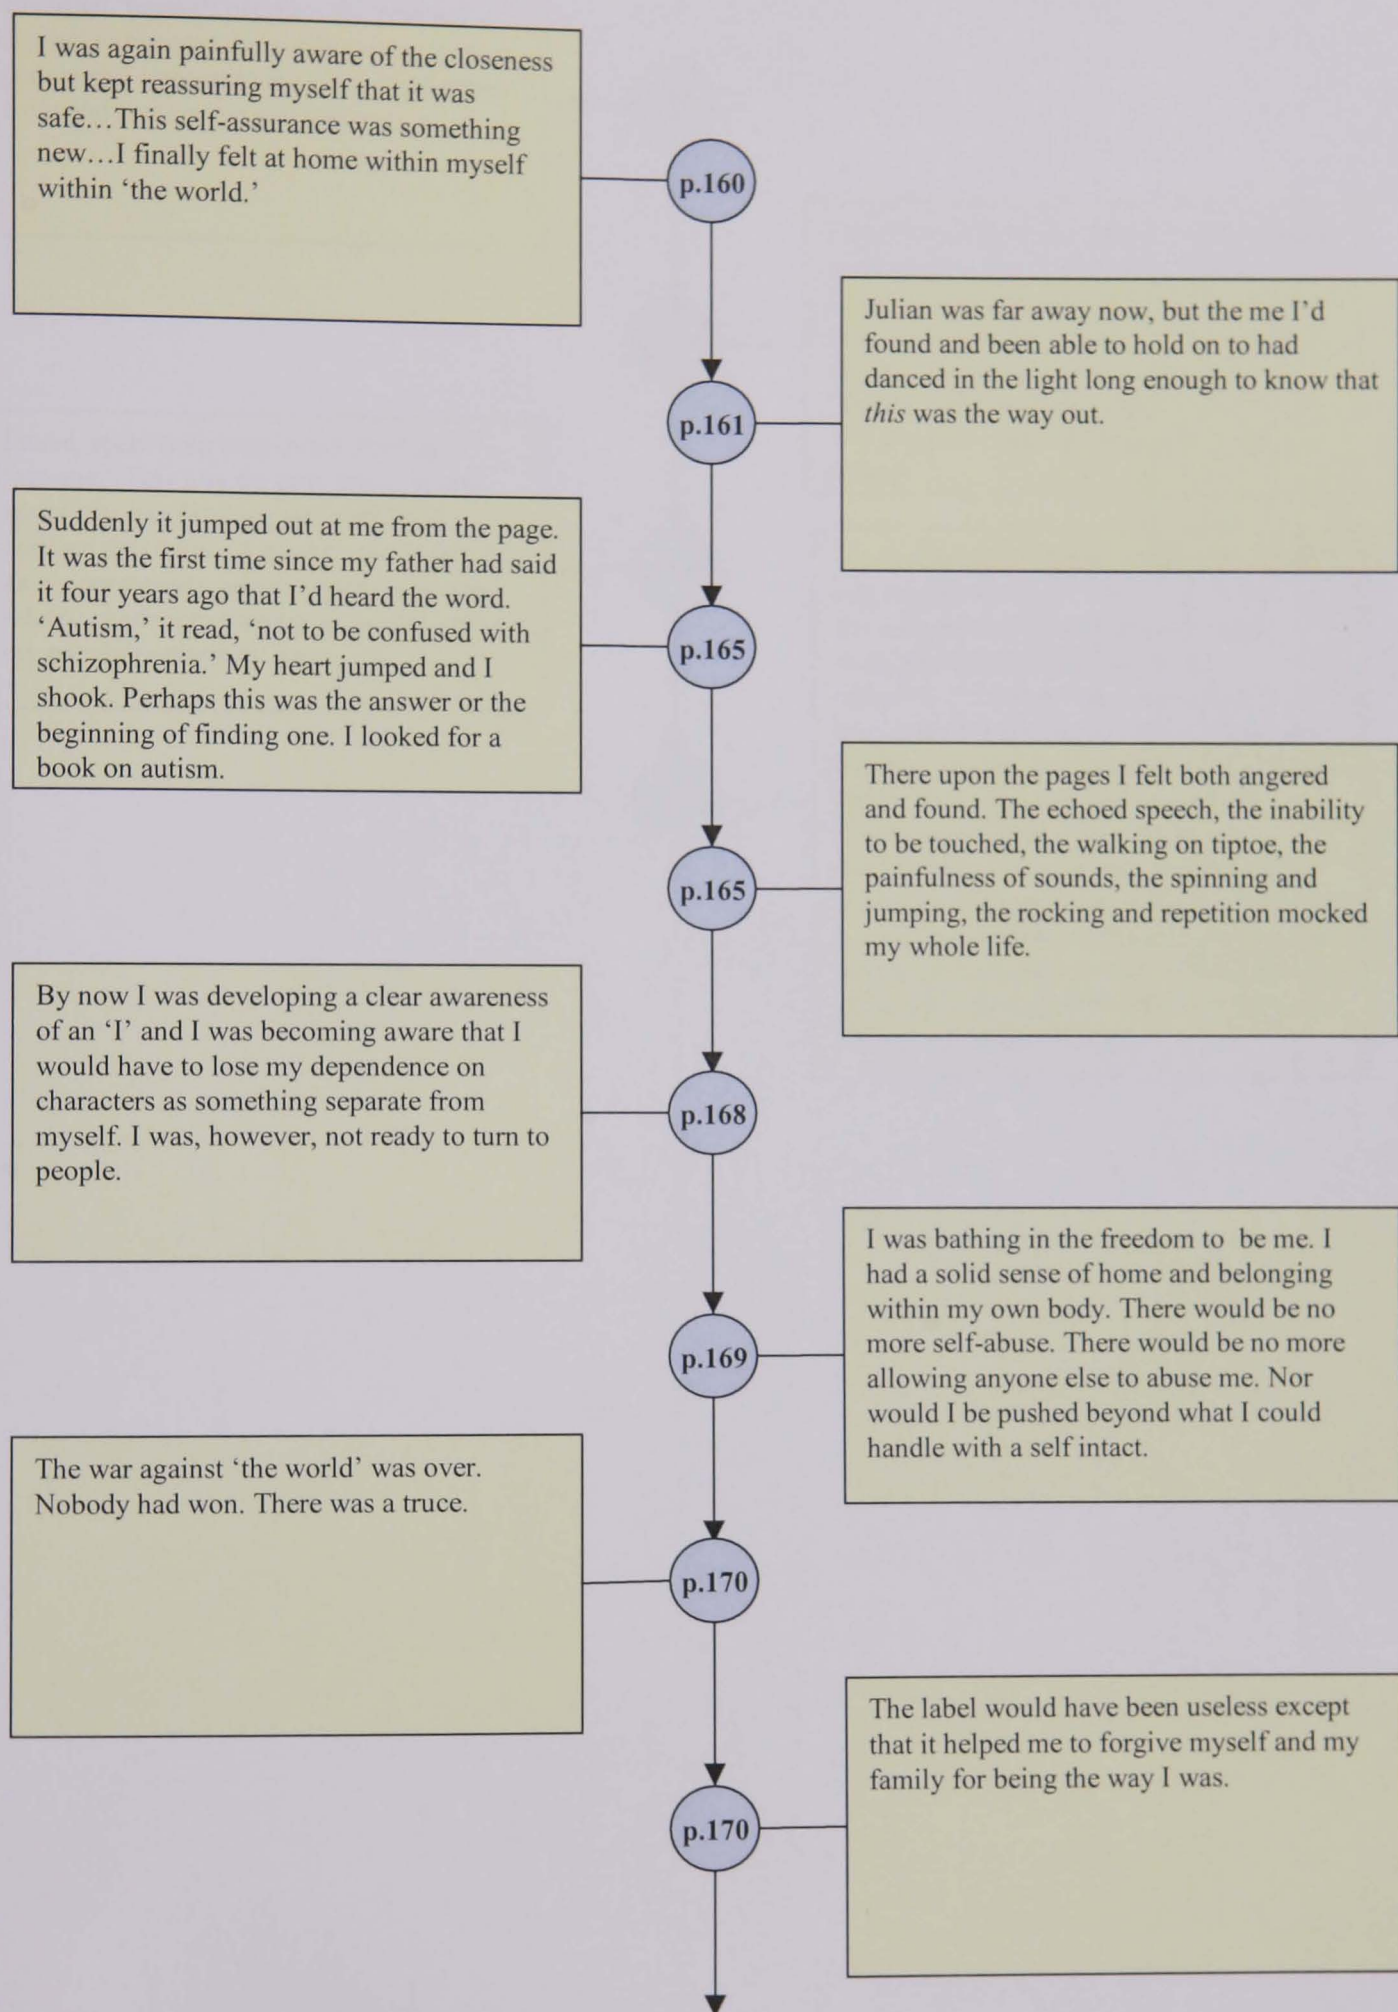 I was again painfully aware of the closeness
but kept reassuring myself that it was
safe…This self-assurance was something
new…I finally felt at home within myself
within ‘the world.’
p.160
Julian was far away now, but the me I’d
found and been able to hold on to had
danced in the light long enough to know that
this was the way out.
p.161
Suddenly it jumped out at me from the page.
It was the first time since my father had said
it four years ago that I’d heard the word.
‘Autism,’ it read, ‘not to be confused with
schizophrenia.’ My heart jumped and I
shook. Perhaps this was the answer or the
beginning of finding one. I looked for a
book on autism.
p.165
There upon the pages I felt both angered
and found. The echoed speech, the inability
to be touched, the walking on tiptoe, the
painfulness of sounds, the spinning and
jumping, the rocking and repetition mocked
my whole life.
p.165
By now I was developing a clear awareness
of an ‘I’ and I was becoming aware that I
would have to lose my dependence on
characters as something separate from
myself. I was, however, not ready to turn to
people.
p.168
I was bathing in the freedom to be me. I
had a solid sense of home and belonging
within my own body. There would be no
more self-abuse. There would be no more
allowing anyone else to abuse me. Nor
would I be pushed beyond what I could
handle with a self intact.
p.169
The war against ‘the world’ was over.
Nobody had won. There was a truce.
p.170
The label would have been useless except
that it helped me to forgive myself and my
family for being the way I was.
p.170